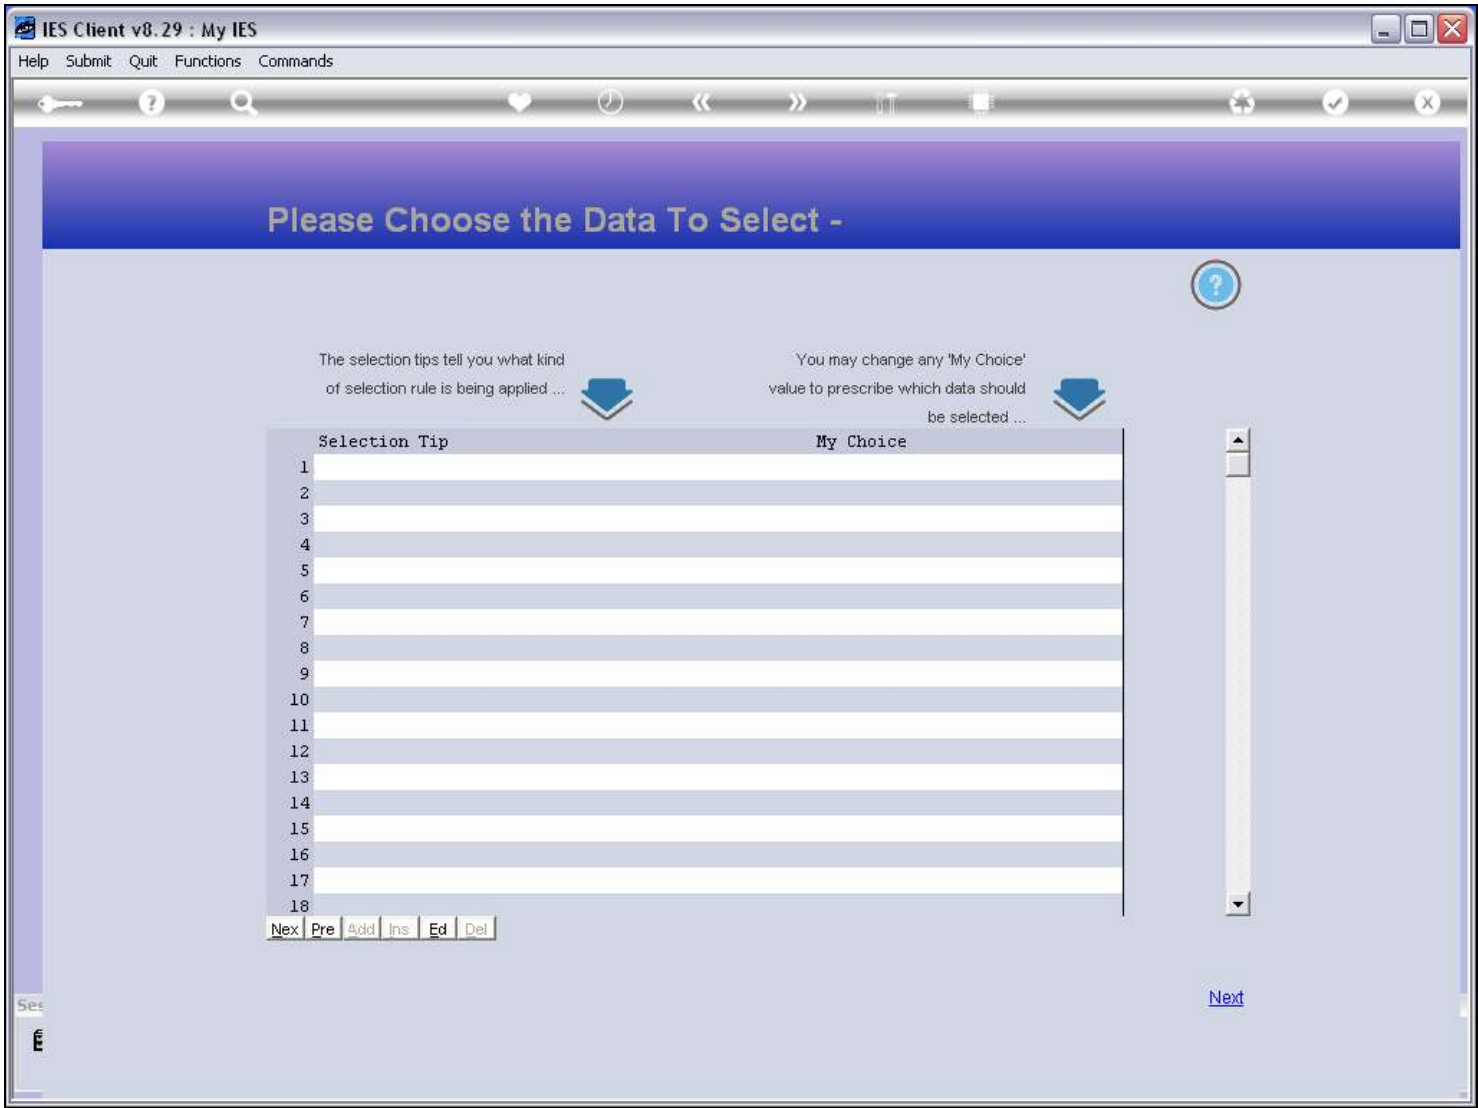 IES Client v8.29 : My IES
Help Submit Quit Functions Commands
Please Choose the Data To Select -
The selection tips tell you what kind
of selection rule is being applied ...
You may change any 'My Choice'
value to prescribe which data should
be selected ...
Selection Tip My Choice
1
2
3
4
5
6
7
8
9
10
11
12
13
14
15
16
17
18
Nex Pre Add Ins Ed Del
Next
Ses